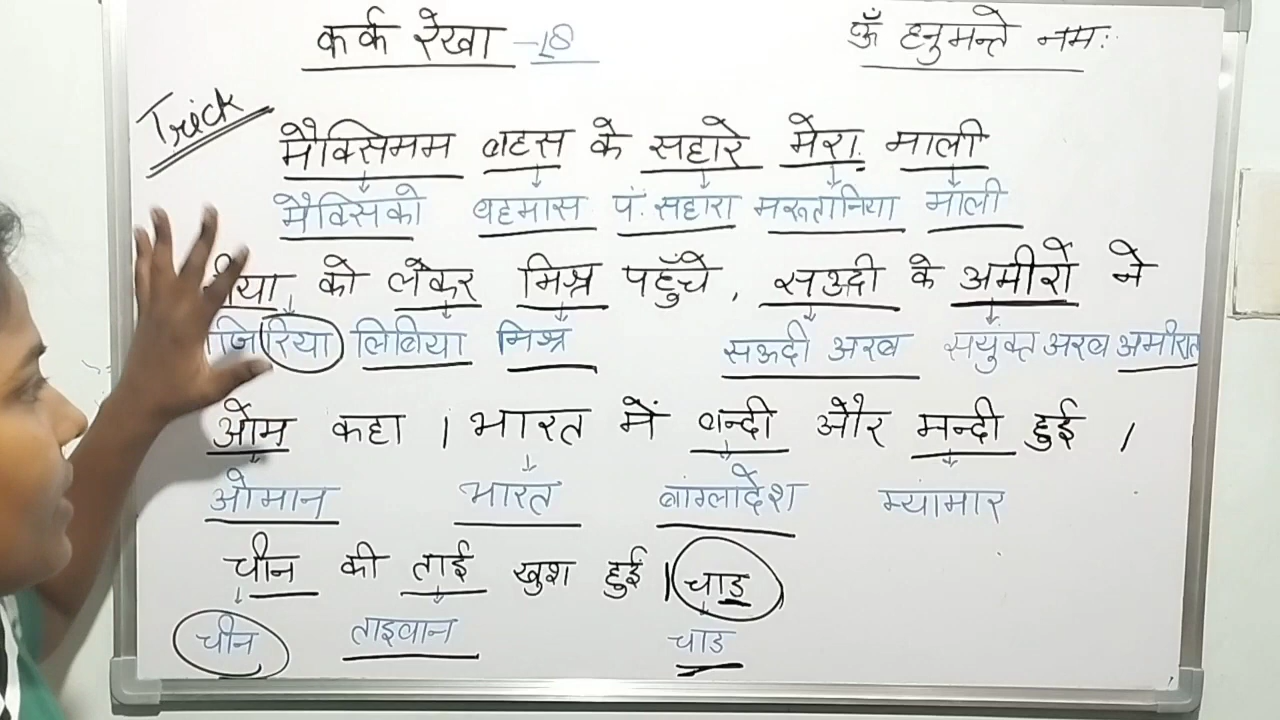 कर्क रेखा -18
ॐ हनुमन्ते नमः
Trick
मैक्सिमम बहस के सहारे मेरा माली
मैक्सिको बहमास प. सहारा मरूतानिया माली
को लेकर मिश्र पहुँचे, सऊदी के अमीरों ने
रिया लिबिया मिश्र सऊदी अरब सयुंक्त अरब अमीरात
ओम कहा । भारत में बन्दी और मन्दी हुई ।
ओमान भारत बांग्लादेश म्यांमार
चीन की ताई खुश हुई । चाड
चीन ताइवान चाड